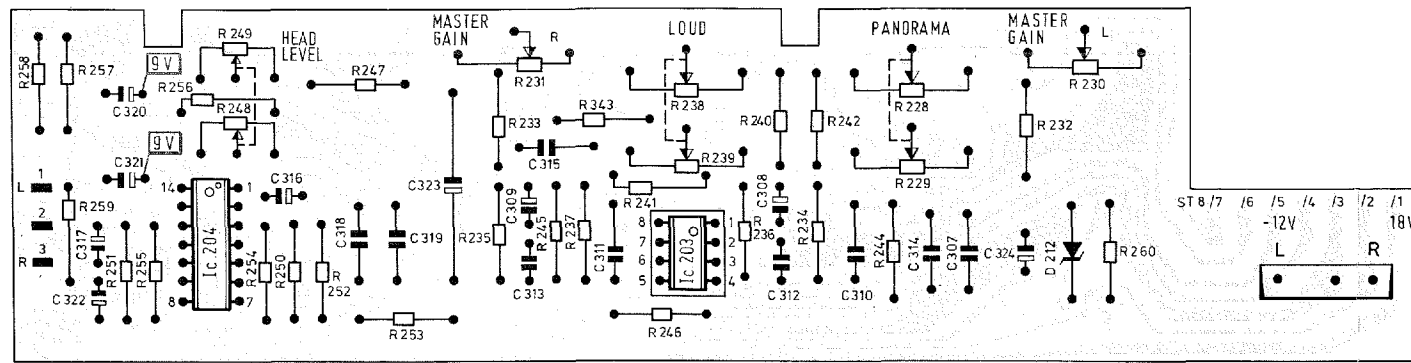 MASTER GAIN R
LOUD
PANORAMA
MASTER GAIN L
HEAD LEVEL
R 258
R 257
R 249
9V
C 320
R 256
R 248
9V
C 321
R 247
R 231
R 233
R 343
C 315
R 238
R 239
R 240
R 242
R 228
R 229
R 230
R 232
1
L
2
3
R
R 259
C 317
C 322
R 251
R 255
14
1
Ic 204
8
7
C 316
R 254
R 250
R 252
C 318
C 319
R 253
C 323
R 235
C 309
C 313
R 245
R 237
C 311
R 241
8
7
6
5
Ic 203
1
2
3
4
R 246
R 236
C 308
C 312
R 234
C 310
R 244
C 314
C 307
C 324
D 212
R 260
ST 8 /7 /6 /5 /4 /3 /2 /1
-12V 18V
L R